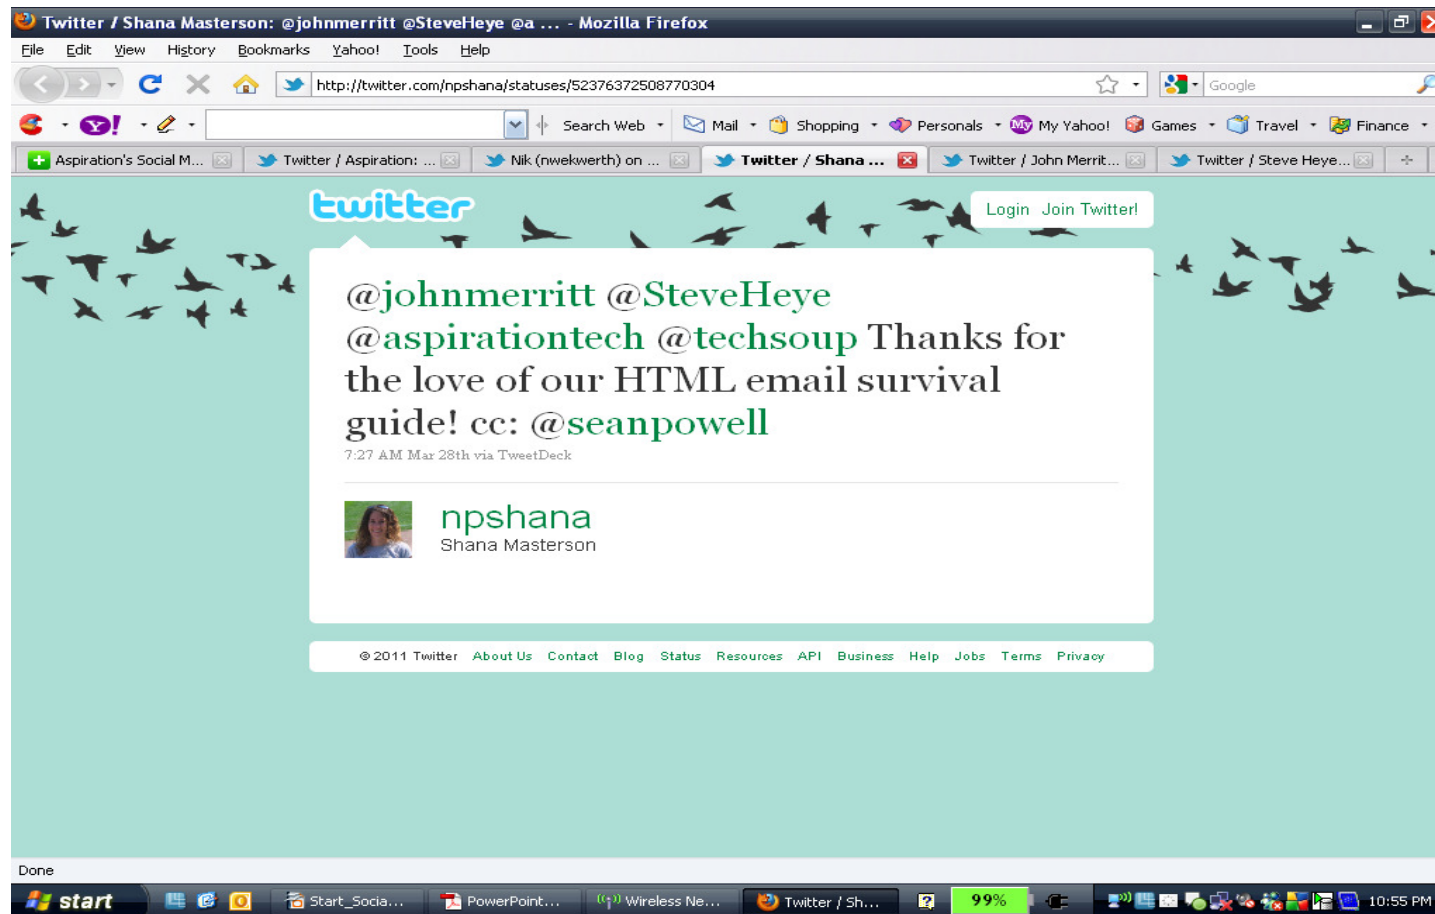 Twitter / Shana Masterson: @johnmerritt @SteveHeye @a ... - Mozilla Firefox
File Edit View History Bookmarks Yahoo! Tools Help
http://twitter.com/npshana/statuses/52376372508770304 Google
Y! Search Web Mail Shopping Personals My My Yahoo! Games Travel Finance
Aspiration's Social M... Twitter / Aspiration: ... Nik (nwekwerth) on ... Twitter / Shana ... Twitter / John Merrit... Twitter / Steve Heye...
twitter
Login Join Twitter!
@johnmerritt @SteveHeye
@aspirationtech @techsoup Thanks for
the love of our HTML email survival
guide! cc: @seanpowell
7:27 AM Mar 28th via TweetDeck
npshana
Shana Masterson
© 2011 Twitter About Us Contact Blog Status Resources API Business Help Jobs Terms Privacy
Done
start Start_Socia... PowerPoint... Wireless Ne... Twitter / Sh... 99% 10:55 PM